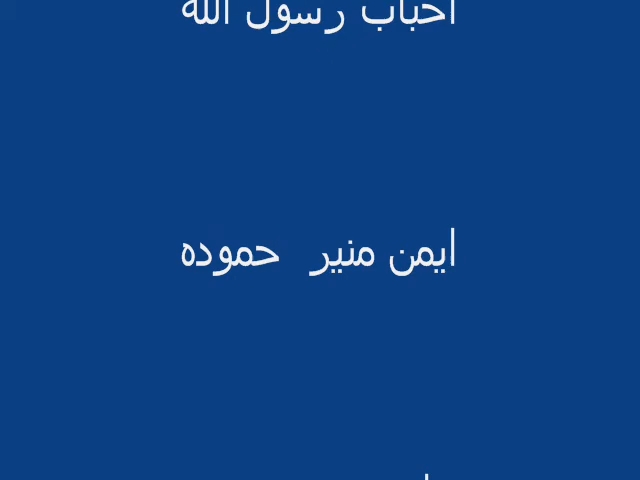 احباب رسول الله
ايمن منير حموده